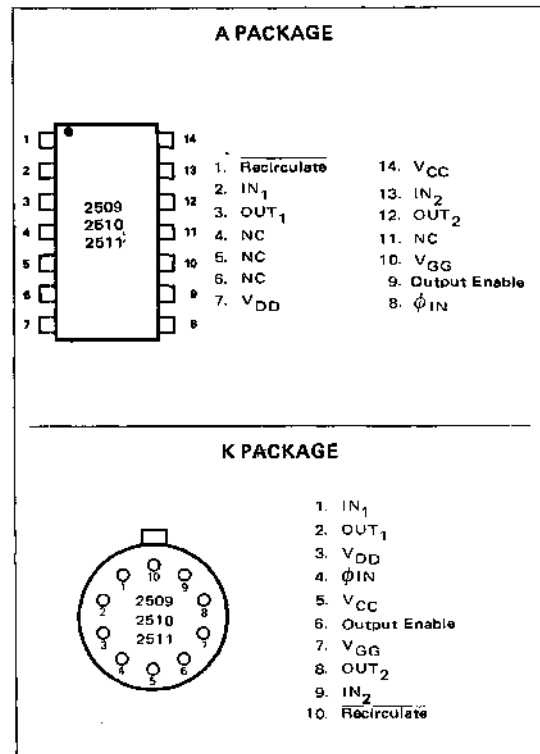 A PACKAGE
1 14
2 13
3 12
4 11
5 10
6 9
7 8
2509
2510
2511
1. Recirculate
2. IN1
3. OUT1
4. NC
5. NC
6. NC
7. VDD
14. VCC
13. IN2
12. OUT2
11. NC
10. VGG
9. Output Enable
8. ϕIN
K PACKAGE
10
1 9
2 8
3 7
4 6
5
2509
2510
2511
1. IN1
2. OUT1
3. VDD
4. ϕIN
5. VCC
6. Output Enable
7. VGG
8. OUT2
9. IN2
10. Recirculate